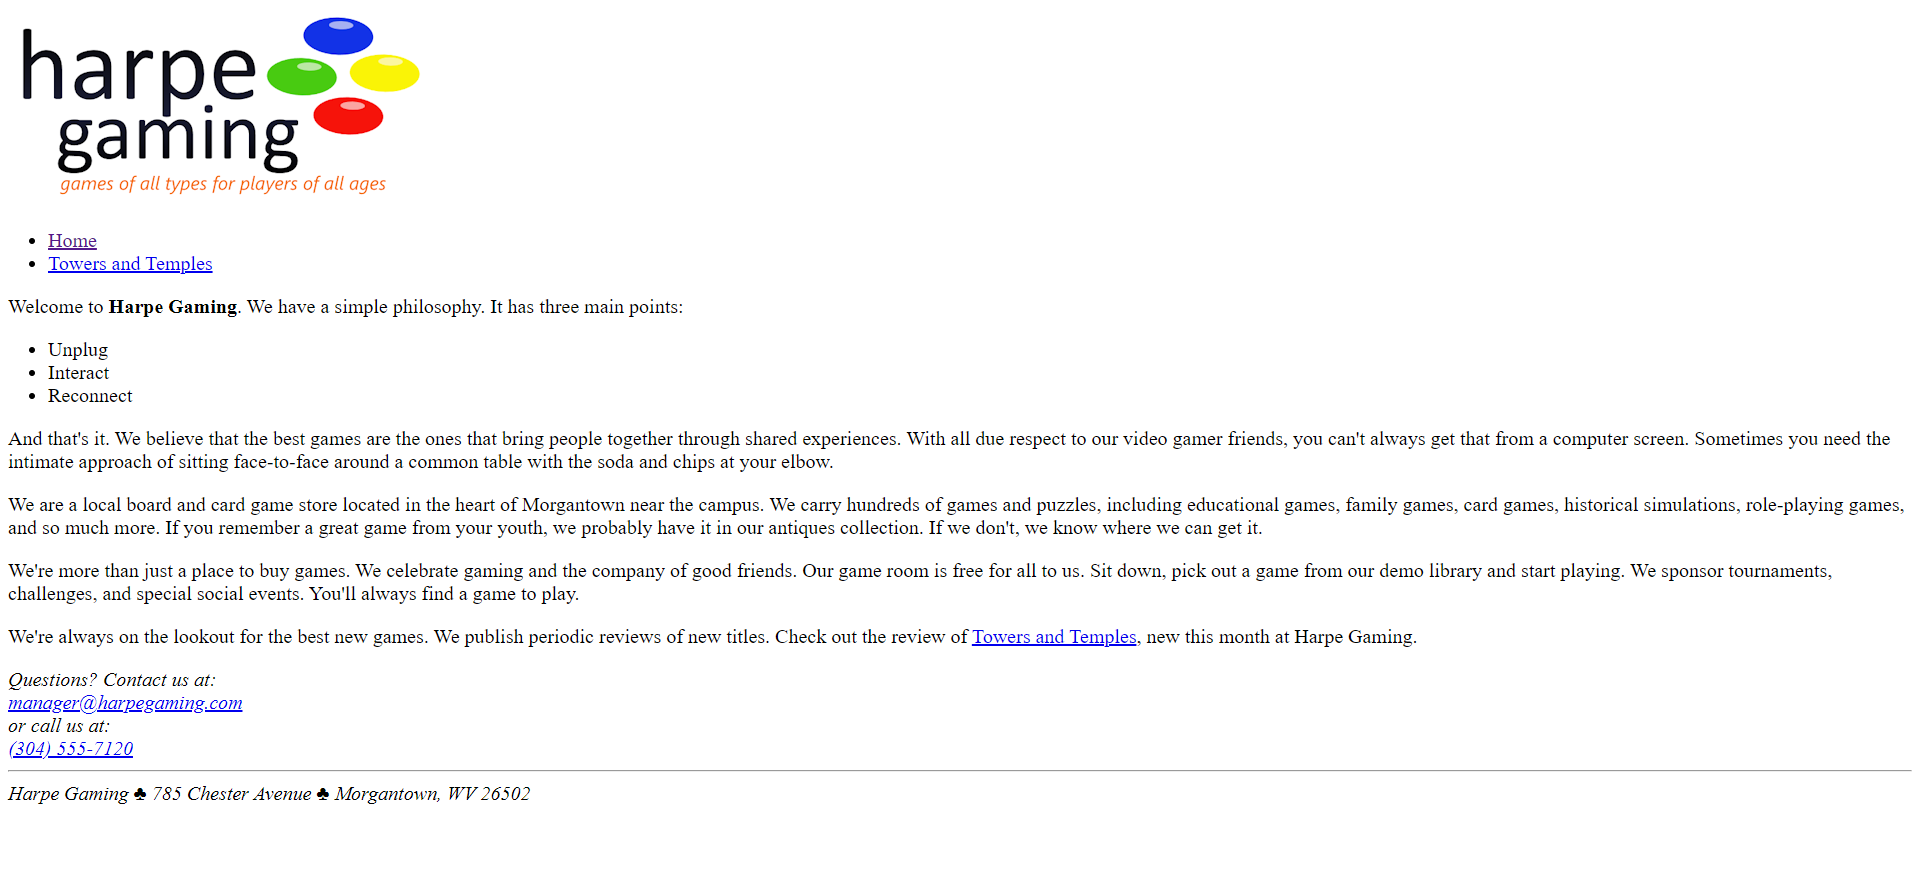 harpe
gaming
games of all types for players of all ages
• Home
• Towers and Temples
Welcome to Harpe Gaming. We have a simple philosophy. It has three main points:
• Unplug
• Interact
• Reconnect
And that's it. We believe that the best games are the ones that bring people together through shared experiences. With all due respect to our video gamer friends, you can't always get that from a computer screen. Sometimes you need the
intimate approach of sitting face-to-face around a common table with the soda and chips at your elbow.
We are a local board and card game store located in the heart of Morgantown near the campus. We carry hundreds of games and puzzles, including educational games, family games, card games, historical simulations, role-playing games,
and so much more. If you remember a great game from your youth, we probably have it in our antiques collection. If we don't, we know where we can get it.
We're more than just a place to buy games. We celebrate gaming and the company of good friends. Our game room is free for all to us. Sit down, pick out a game from our demo library and start playing. We sponsor tournaments,
challenges, and special social events. You'll always find a game to play.
We're always on the lookout for the best new games. We publish periodic reviews of new titles. Check out the review of Towers and Temples, new this month at Harpe Gaming.
Questions? Contact us at:
manager@harpegaming.com
or call us at:
(304) 555-7120
Harpe Gaming ♣ 785 Chester Avenue ♣ Morgantown, WV 26502